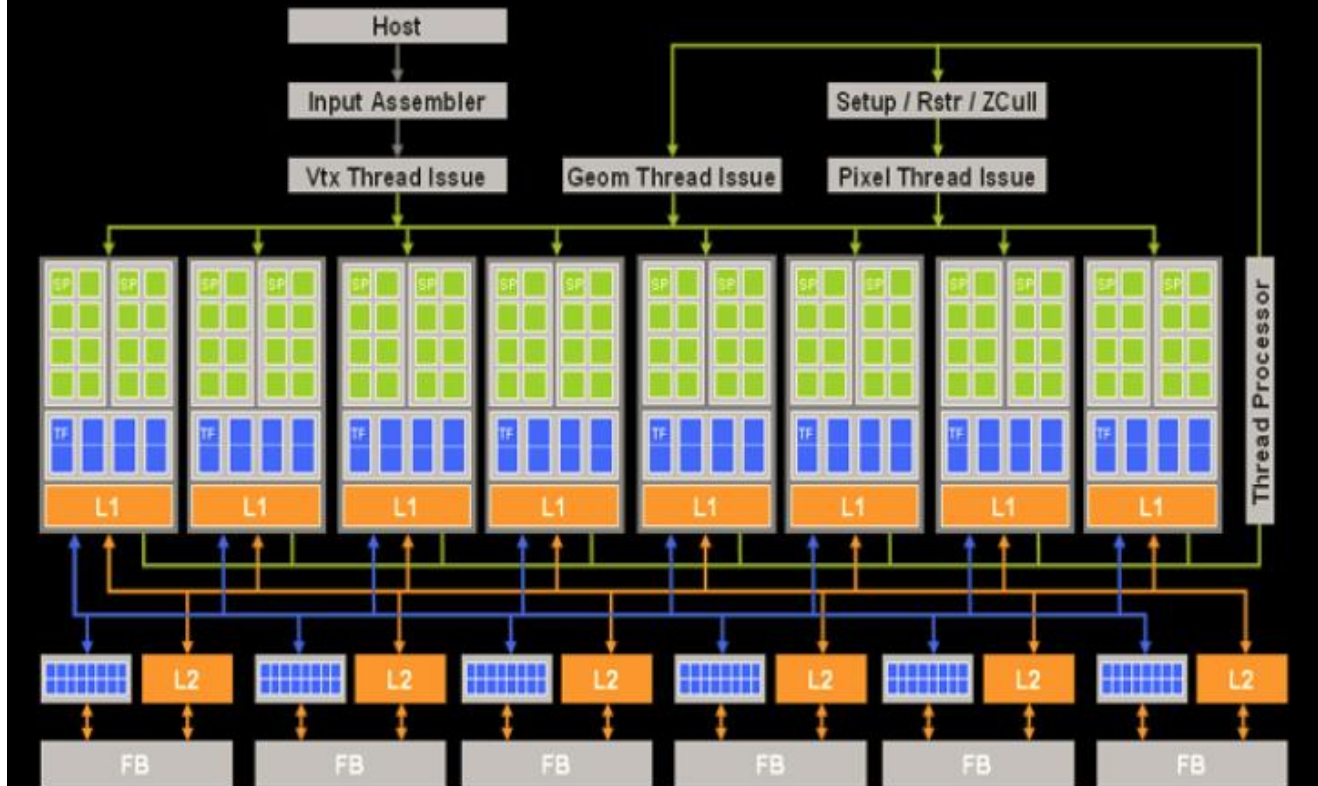 Host
Input Assembler
Setup / Rstr / ZCull
Vtx Thread Issue
Geom Thread Issue
Pixel Thread Issue
SP SP SP SP SP SP SP SP SP SP SP SP SP SP SP SP
Thread Processor
TF TF TF TF TF TF TF TF
L1 L1 L1 L1 L1 L1 L1 L1
L2 L2 L2 L2 L2 L2
FB FB FB FB FB FB